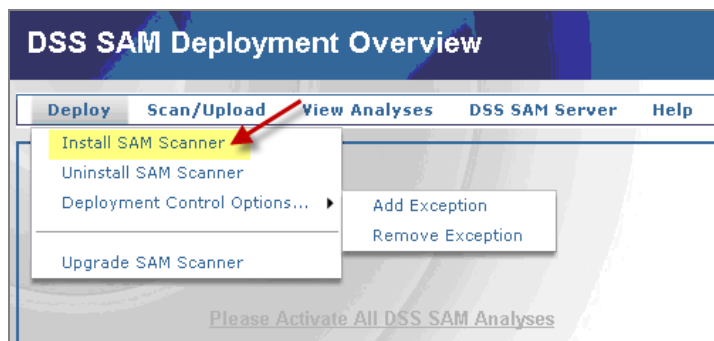 DSS SAM Deployment Overview
Deploy Scan/Upload View Analyses DSS SAM Server Help
Install SAM Scanner
Uninstall SAM Scanner
Deployment Control Options...
Add Exception
Remove Exception
Upgrade SAM Scanner
Please Activate All DSS SAM Analyses